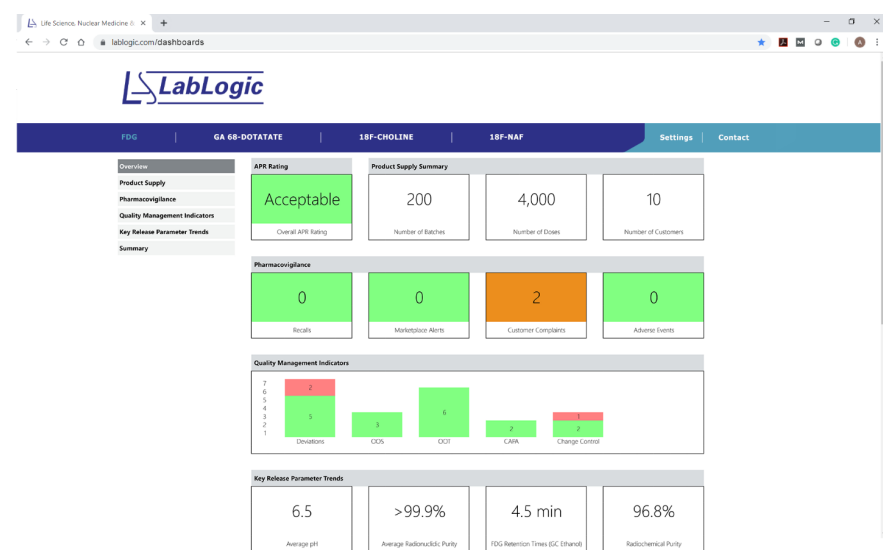 Life Science, Nuclear Medicine &
lablogic.com/dashboards
A
LabLogic
FDG
GA 68-DOTATATE
18F-CHOLINE
18F-NAF
Settings
Contact
Overview
Product Supply
Pharmacovigilance
Quality Management Indicators
Key Release Parameter Trends
Summary
APR Rating
Acceptable
Overall APR Rating
Product Supply Summary
200
Number of Batches
4,000
Number of Doses
10
Number of Customers
Pharmacovigilance
0
Recalls
0
Marketplace Alerts
2
Customer Complaints
0
Adverse Events
Quality Management Indicators
7
6
5
4
3
2
1
2
5
Deviations
3
OOS
6
OOT
2
CAPA
1
2
Change Control
Key Release Parameter Trends
6.5
Average pH
>99.9%
Average Radionuclidic Purity
4.5 min
FDG Retention Times (GC Ethanol)
96.8%
Radiochemical Purity